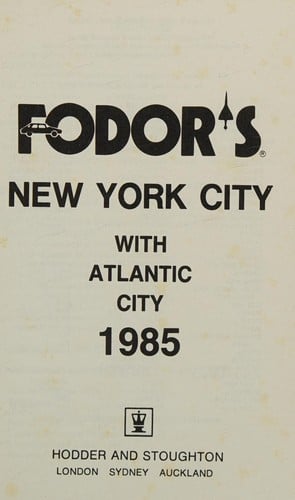 FODOR'S®
NEW YORK CITY
WITH
ATLANTIC
CITY
1985
HODDER AND STOUGHTON
LONDON SYDNEY AUCKLAND